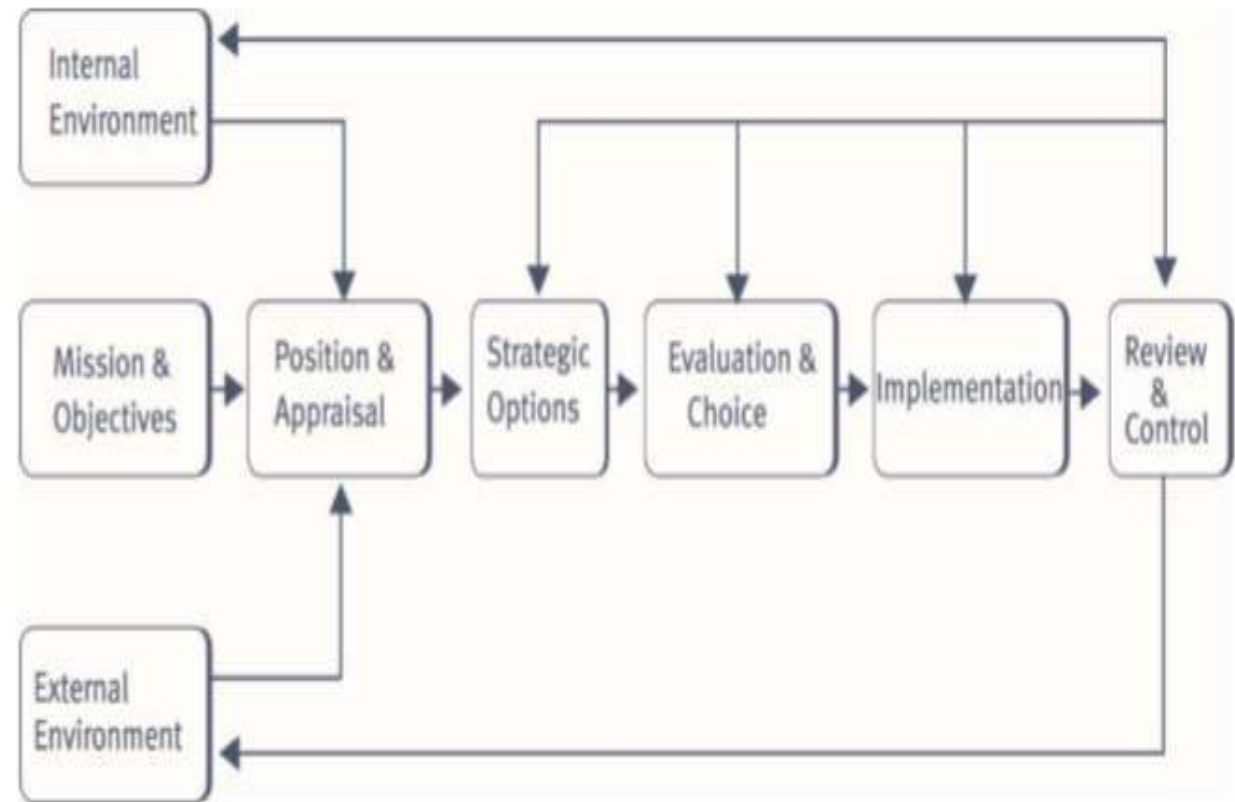 Internal
Environment
Mission &
Objectives
Position &
Appraisal
Strategic
Options
Evaluation &
Choice
Implementation
Review
&
Control
External
Environment